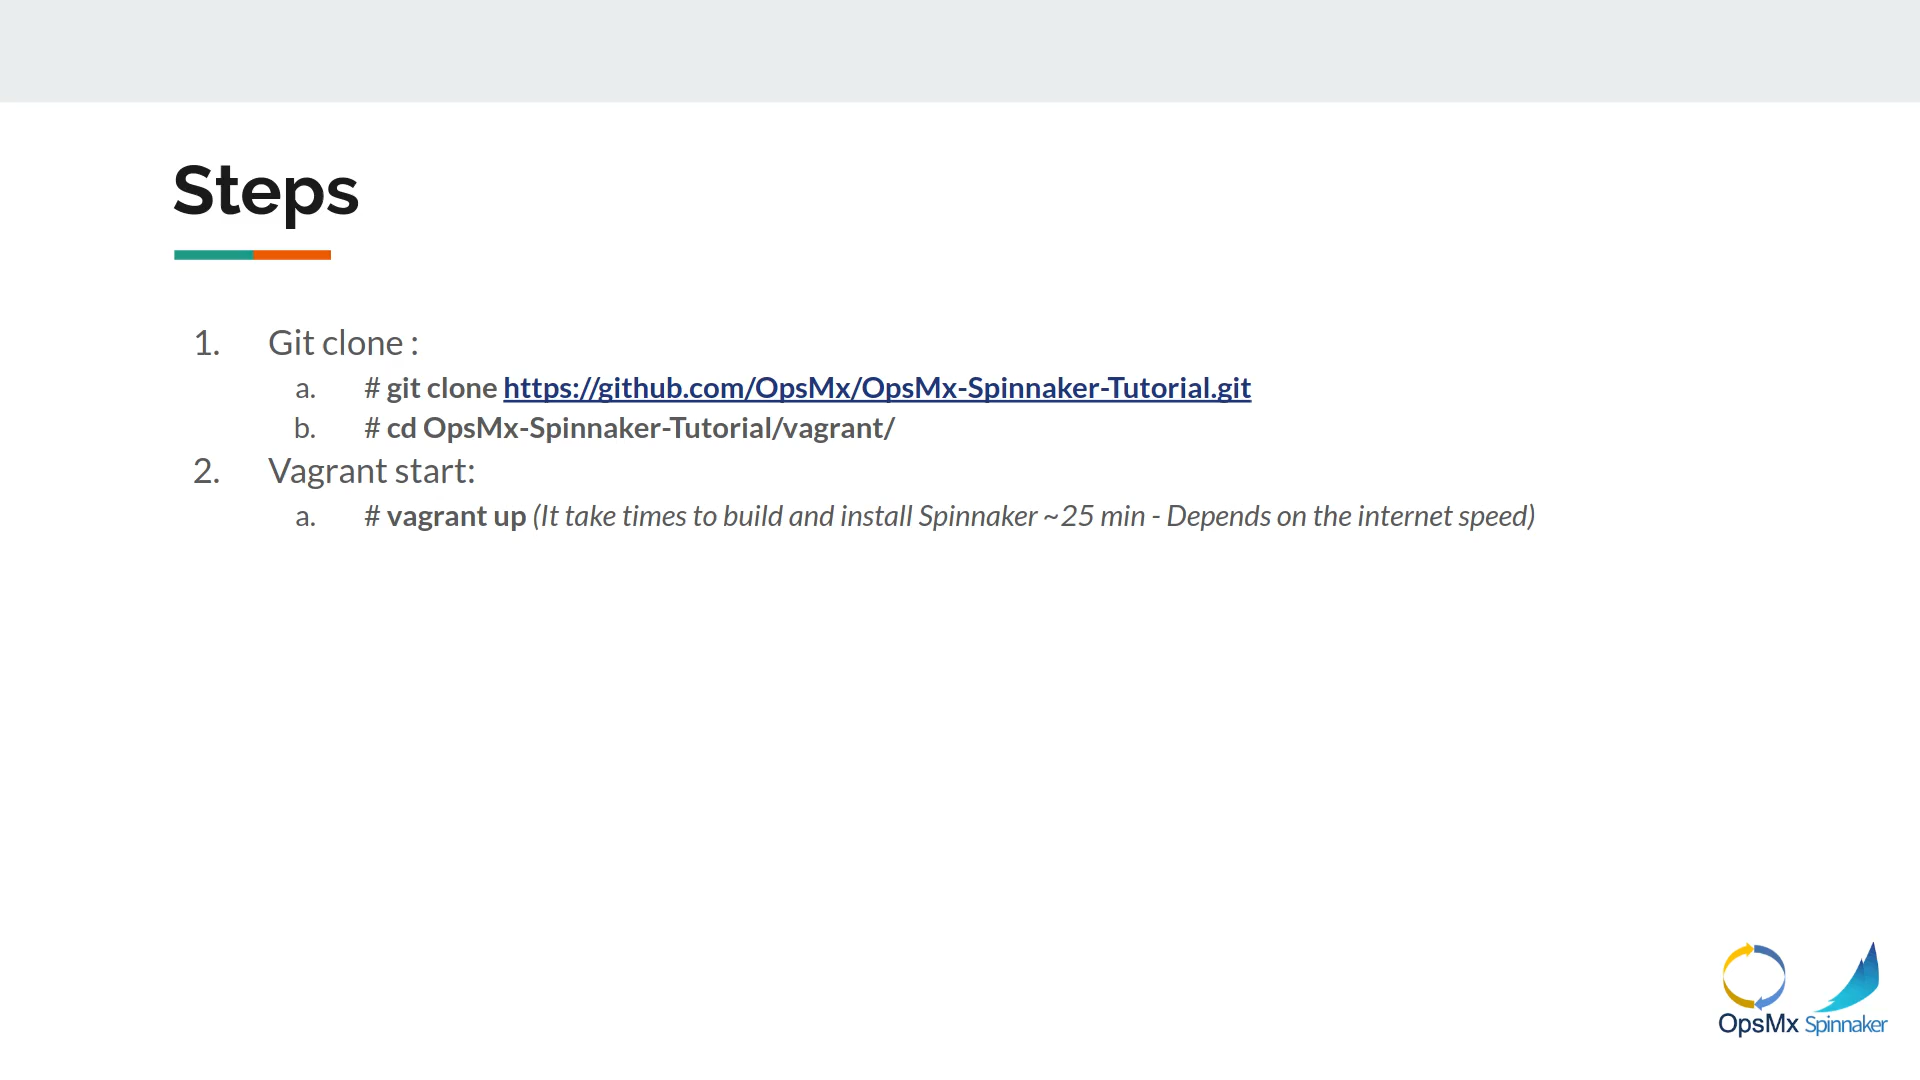 Steps
1. Git clone :
a. # git clone https://github.com/OpsMx/OpsMx-Spinnaker-Tutorial.git
b. # cd OpsMx-Spinnaker-Tutorial/vagrant/
2. Vagrant start:
a. # vagrant up (It take times to build and install Spinnaker ~25 min - Depends on the internet speed)
OpsMx Spinnaker